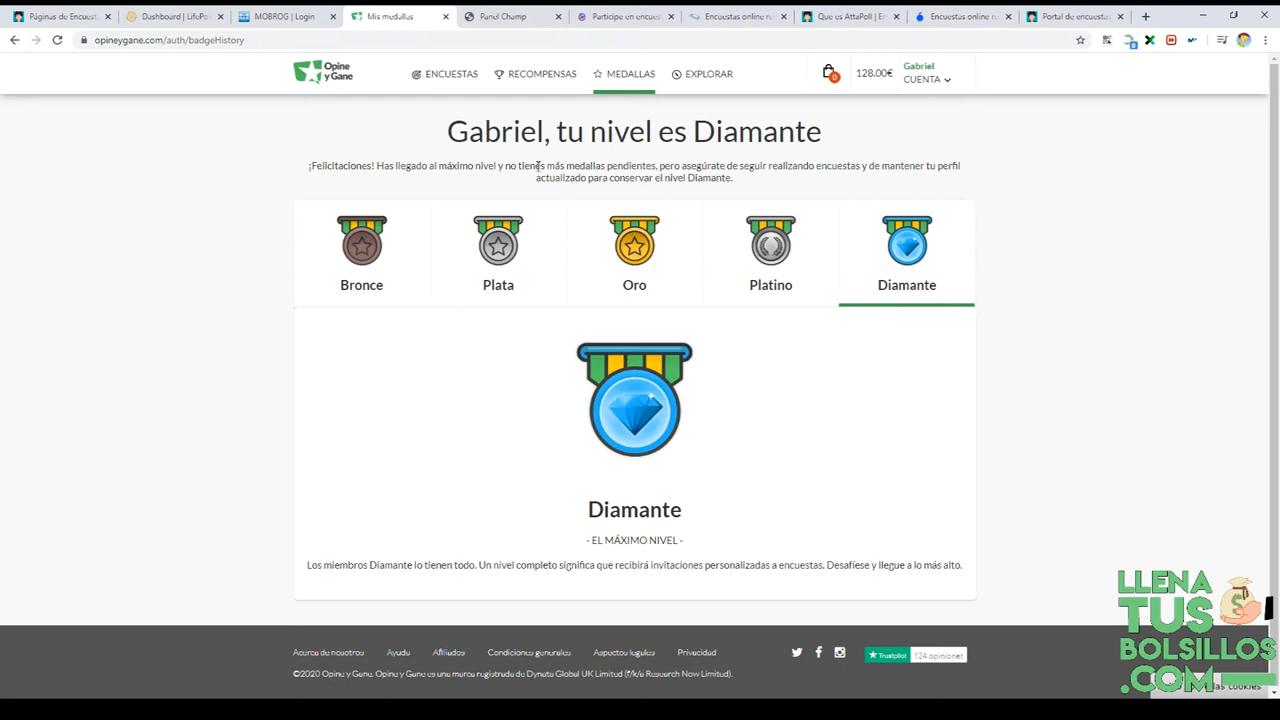 Páginas de Encuest
Dashboard | LifePoi
MOBROG | Login
Mis medallas
Panel Champ
Participe en encuest
Encuestas online re
Que es AttaPoll | En
Encuestas online re
Portal de encuestas
opineygane.com/auth/badgeHistory
Opine y Gane
ENCUESTAS
RECOMPENSAS
MEDALLAS
EXPLORAR
0
128.00€
Gabriel
CUENTA
Gabriel, tu nivel es Diamante
¡Felicitaciones! Has llegado al máximo nivel y no tienes más medallas pendientes, pero asegúrate de seguir realizando encuestas y de mantener tu perfil
actualizado para conservar el nivel Diamante.
Bronce
Plata
Oro
Platino
Diamante
Diamante
- EL MÁXIMO NIVEL -
Los miembros Diamante lo tienen todo. Un nivel completo significa que recibirá invitaciones personalizadas a encuestas. Desafíese y llegue a lo más alto.
LLENA
TUS
BOLSILLOS
.COM
Acerca de nosotros
Ayuda
Afiliados
Condiciones generales
Aspectos legales
Privacidad
Trustpilot
124 opiniones
©2020 Opine y Gane. Opine y Gane es una marca registrada de Dynata Global UK Limited (f/k/a Research Now Limited).
las cookies